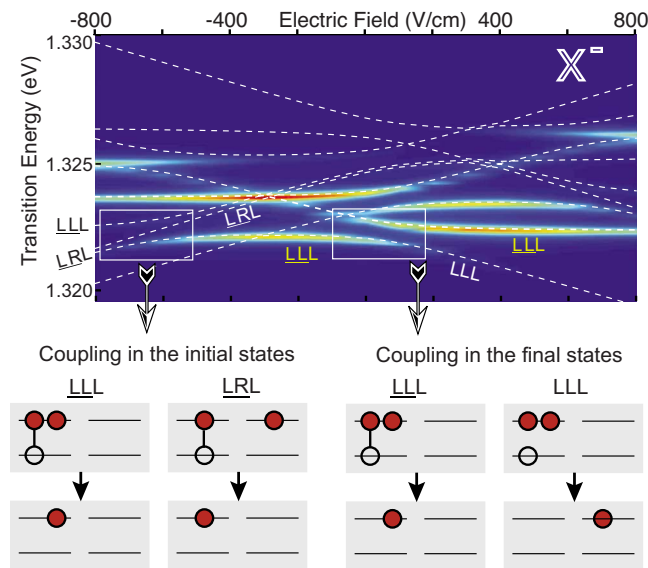 -800 -400 0 400 800
Electric Field (V/cm)
1.330
1.325
1.320
Transition Energy (eV)
X⁻
LLL
LRL
LRL
LLL
LLL
LLL
Coupling in the initial states
Coupling in the final states
LLL LRL LLL LLL